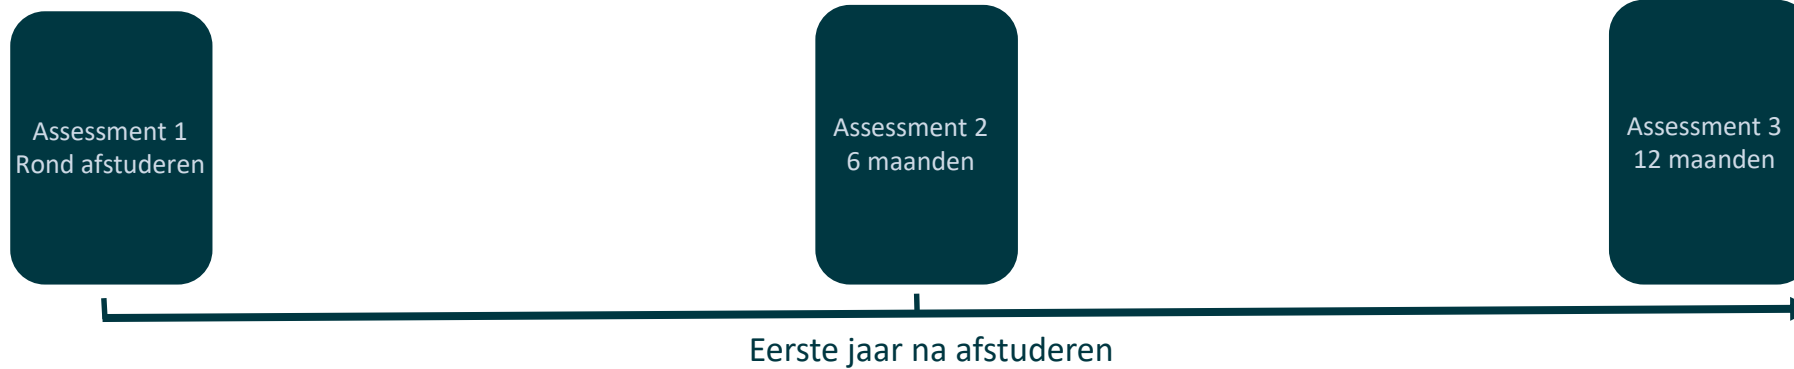 Assessment 1
Rond afstuderen
Assessment 2
6 maanden
Assessment 3
12 maanden
Eerste jaar na afstuderen